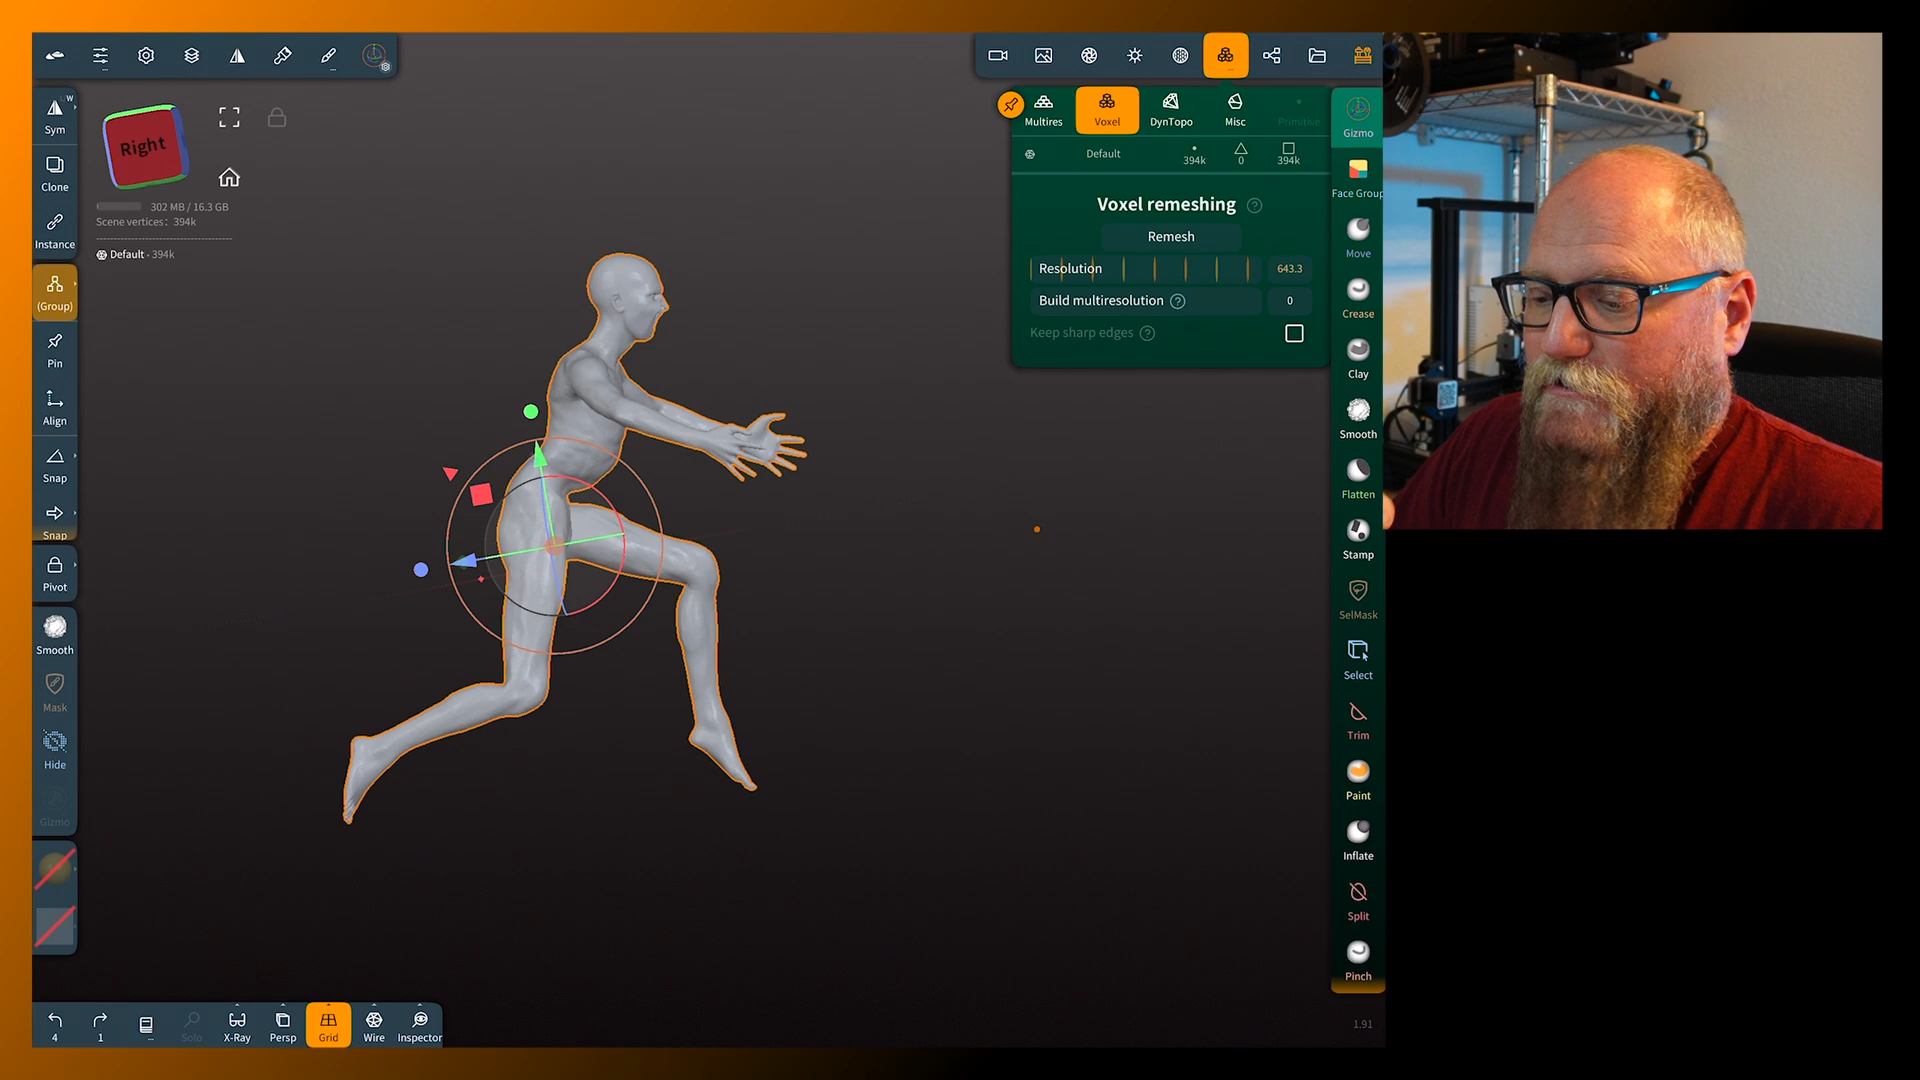 Sym
W
Clone
Instance
(Group)
Pin
Align
Snap
Snap
Pivot
Smooth
Mask
Hide
Gizmo
Right
302 MB / 16.3 GB
Scene vertices: 394k
Default • 394k
Multires
Voxel
DynTopo
Misc
Primitive
Default
394k
0
394k
Voxel remeshing ?
Remesh
Resolution 643.3
Build multiresolution ? 0
Keep sharp edges ?
Gizmo
Face Group
Move
Crease
Clay
Smooth
Flatten
Stamp
SelMask
Select
Trim
Paint
Inflate
Split
Pinch
4
1
...
Solo
X-Ray
Persp
Grid
Wire
Inspector
1.91